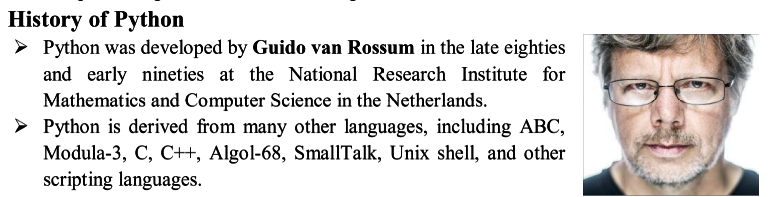 History of Python
➤ Python was developed by Guido van Rossum in the late eighties
and early nineties at the National Research Institute for
Mathematics and Computer Science in the Netherlands.
➤ Python is derived from many other languages, including ABC,
Modula-3, C, C++, Algol-68, SmallTalk, Unix shell, and other
scripting languages.